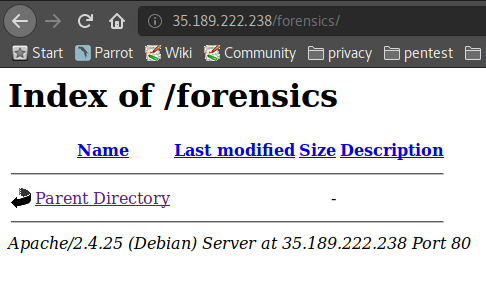 35.189.222.238/forensics/
Start Parrot Wiki Community privacy pentest
Index of /forensics
Name Last modified Size Description
Parent Directory -
Apache/2.4.25 (Debian) Server at 35.189.222.238 Port 80